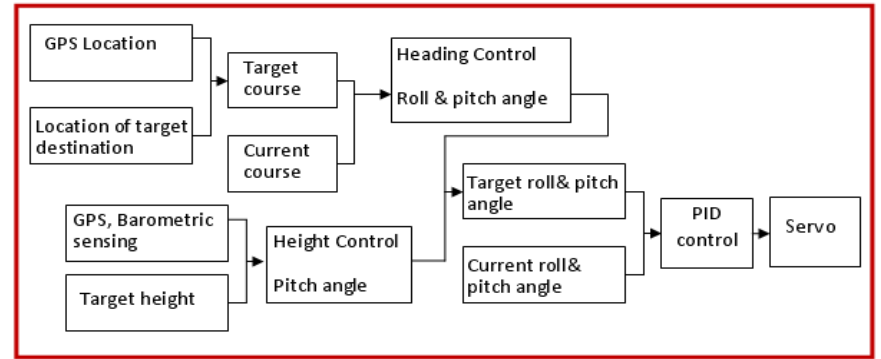 GPS Location
Location of target
destination
Target
course
Current
course
Heading Control
Roll & pitch angle
GPS, Barometric
sensing
Target height
Height Control
Pitch angle
Target roll& pitch
angle
Current roll&
pitch angle
PID
control
Servo